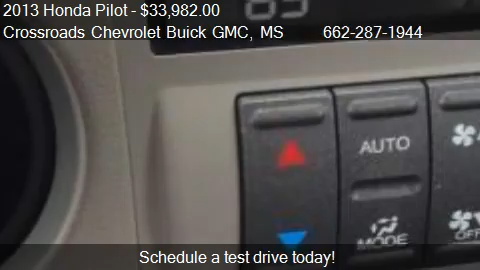 2013 Honda Pilot - $33,982.00
Crossroads Chevrolet Buick GMC, MS 662-287-1944
AUTO
MODE
OFF
Schedule a test drive today!